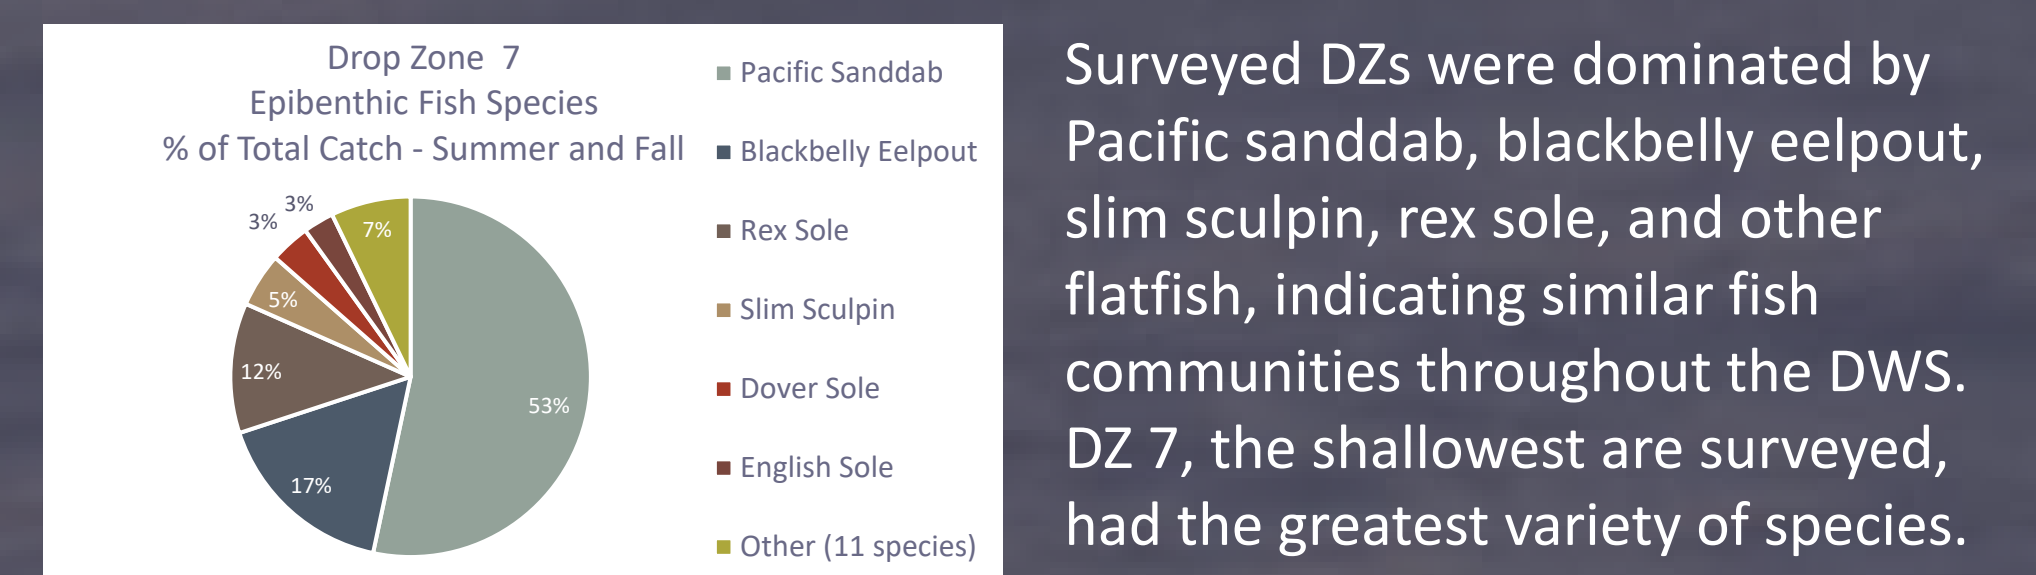 Drop Zone 7
Epibenthic Fish Species
% of Total Catch - Summer and Fall
3%
3%
7%
5%
12%
53%
17%
Pacific Sanddab
Blackbelly Eelpout
Rex Sole
Slim Sculpin
Dover Sole
English Sole
Other (11 species)
Surveyed DZs were dominated by
Pacific sanddab, blackbelly eelpout,
slim sculpin, rex sole, and other
flatfish, indicating similar fish
communities throughout the DWS.
DZ 7, the shallowest are surveyed,
had the greatest variety of species.